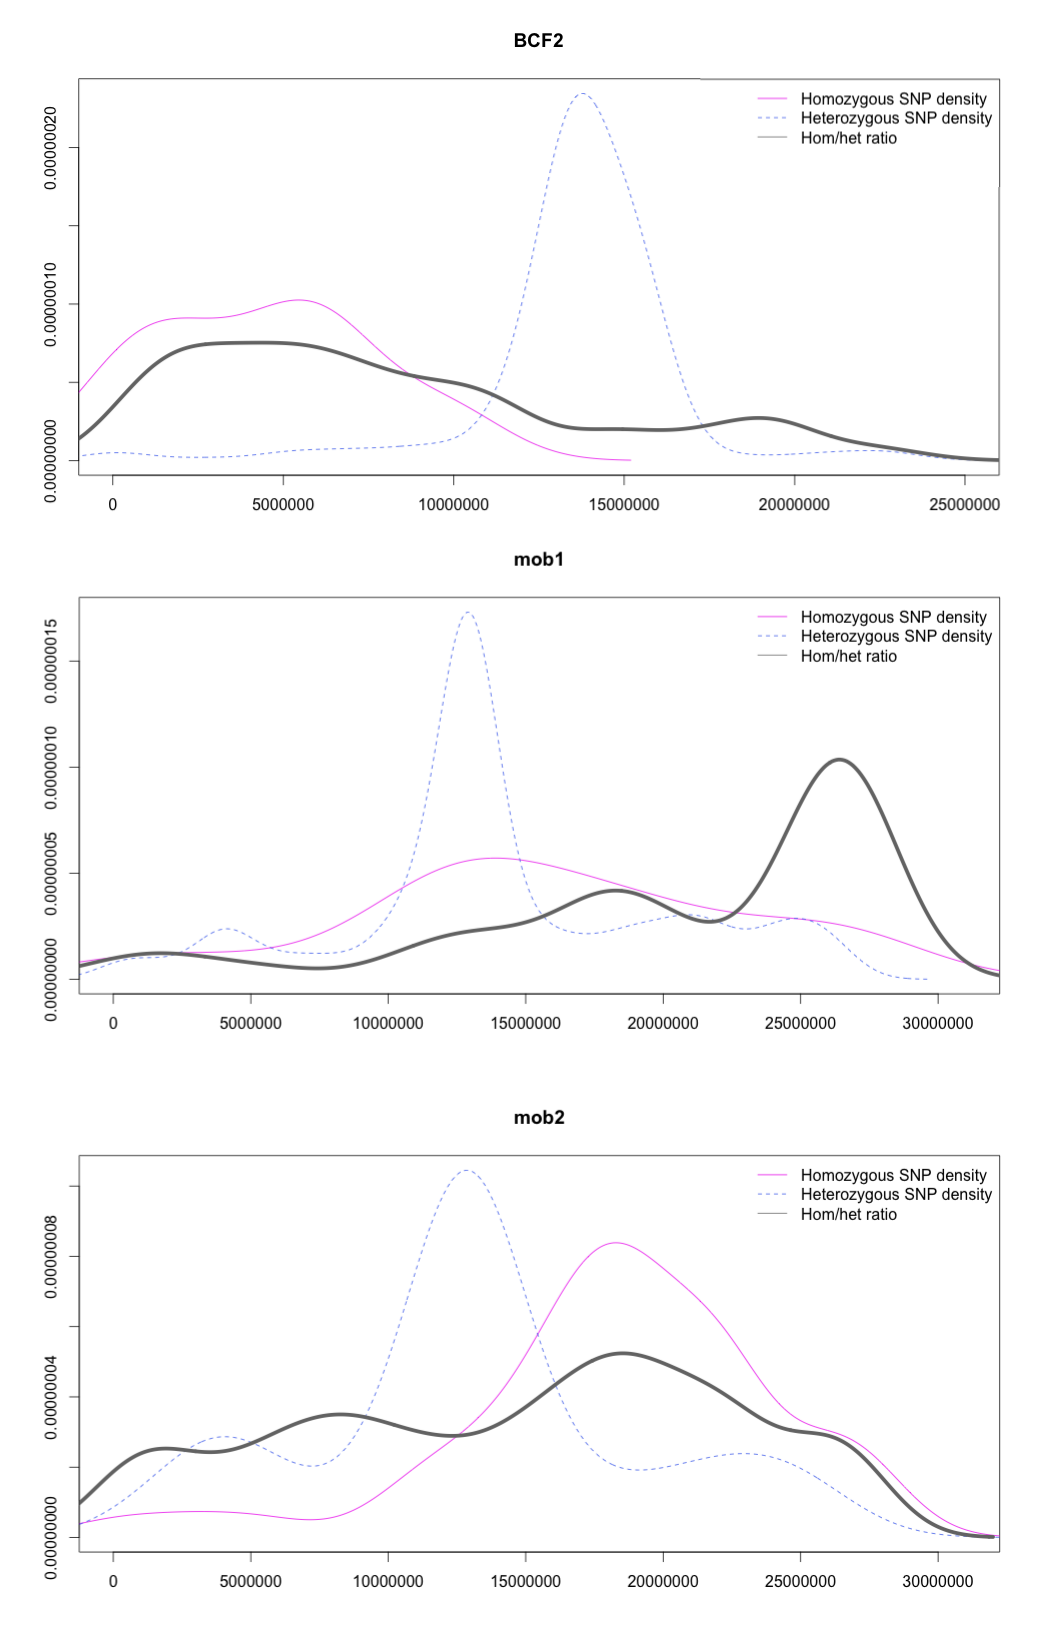 BCF2
Homozygous SNP density
Heterozygous SNP density
Hom/het ratio
0.00000020
0.00000010
0.00000000
0 5000000 10000000 15000000 20000000 25000000
mob1
Homozygous SNP density
Heterozygous SNP density
Hom/het ratio
0.00000015
0.00000010
0.00000005
0.00000000
0 5000000 10000000 15000000 20000000 25000000 30000000
mob2
Homozygous SNP density
Heterozygous SNP density
Hom/het ratio
0.00000008
0.00000004
0.00000000
0 5000000 10000000 15000000 20000000 25000000 30000000